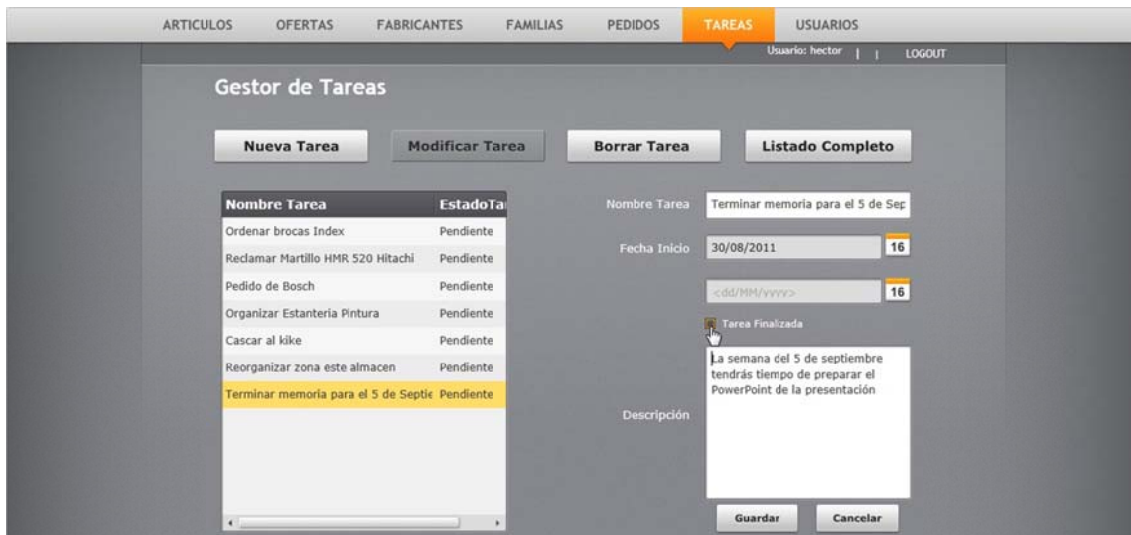 ARTICULOS OFERTAS FABRICANTES FAMILIAS PEDIDOS TAREAS USUARIOS
Usuario: hector | | LOGOUT
Gestor de Tareas
Nueva Tarea Modificar Tarea Borrar Tarea Listado Completo
Nombre Tarea EstadoTar
Ordenar brocas Index Pendiente
Reclamar Martillo HMR 520 Hitachi Pendiente
Pedido de Bosch Pendiente
Organizar Estanteria Pintura Pendiente
Cascar al kike Pendiente
Reorganizar zona este almacen Pendiente
Terminar memoria para el 5 de Septie Pendiente
Nombre Tarea Terminar memoria para el 5 de Sep
Fecha Inicio 30/08/2011 16
<dd/MM/yyyy> 16
Tarea Finalizada
La semana del 5 de septiembre
tendrás tiempo de preparar el
PowerPoint de la presentación
Descripción
Guardar Cancelar